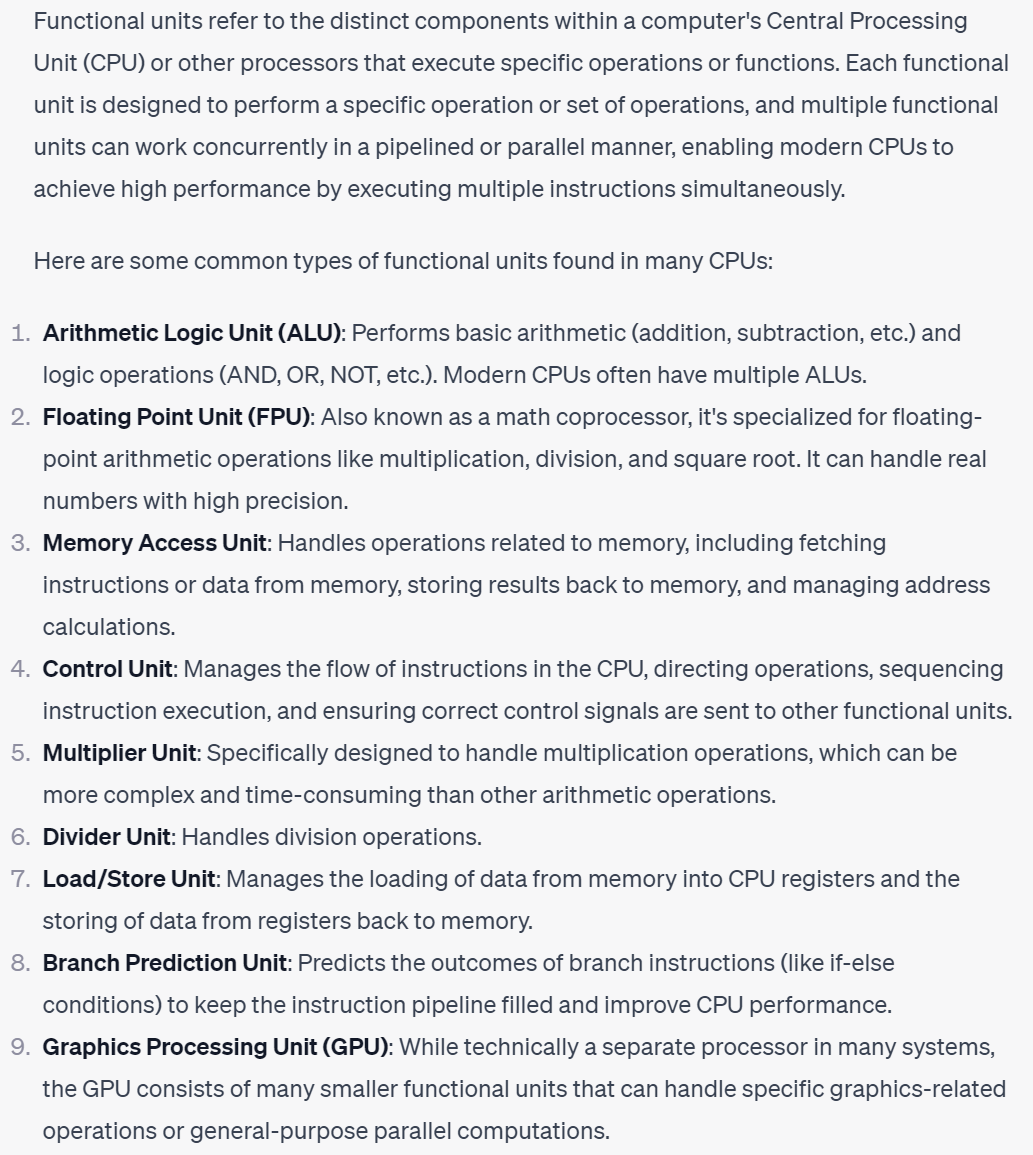 Functional units refer to the distinct components within a computer's Central Processing
Unit (CPU) or other processors that execute specific operations or functions. Each functional
unit is designed to perform a specific operation or set of operations, and multiple functional
units can work concurrently in a pipelined or parallel manner, enabling modern CPUs to
achieve high performance by executing multiple instructions simultaneously.
Here are some common types of functional units found in many CPUs:
1. Arithmetic Logic Unit (ALU): Performs basic arithmetic (addition, subtraction, etc.) and
logic operations (AND, OR, NOT, etc.). Modern CPUs often have multiple ALUs.
2. Floating Point Unit (FPU): Also known as a math coprocessor, it's specialized for floating-
point arithmetic operations like multiplication, division, and square root. It can handle real
numbers with high precision.
3. Memory Access Unit: Handles operations related to memory, including fetching
instructions or data from memory, storing results back to memory, and managing address
calculations.
4. Control Unit: Manages the flow of instructions in the CPU, directing operations, sequencing
instruction execution, and ensuring correct control signals are sent to other functional units.
5. Multiplier Unit: Specifically designed to handle multiplication operations, which can be
more complex and time-consuming than other arithmetic operations.
6. Divider Unit: Handles division operations.
7. Load/Store Unit: Manages the loading of data from memory into CPU registers and the
storing of data from registers back to memory.
8. Branch Prediction Unit: Predicts the outcomes of branch instructions (like if-else
conditions) to keep the instruction pipeline filled and improve CPU performance.
9. Graphics Processing Unit (GPU): While technically a separate processor in many systems,
the GPU consists of many smaller functional units that can handle specific graphics-related
operations or general-purpose parallel computations.